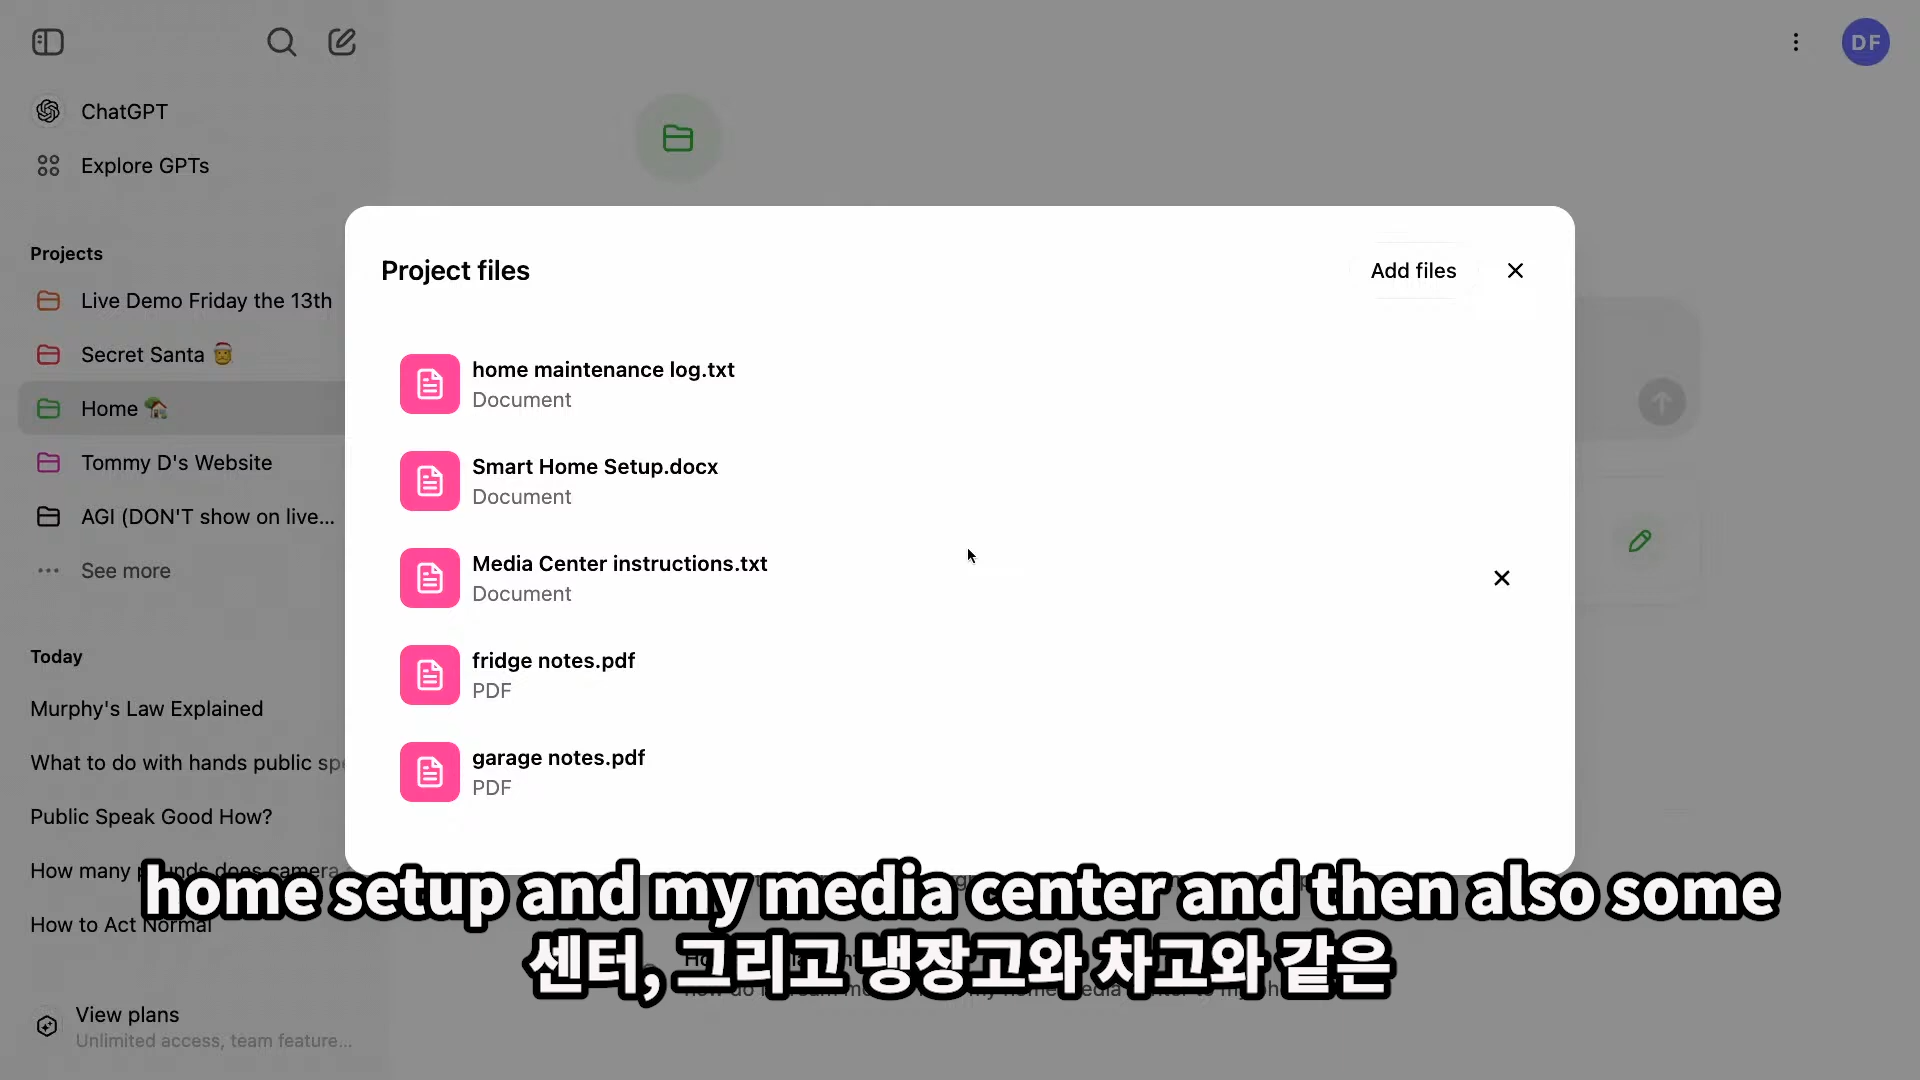 DF
ChatGPT
Explore GPTs
Projects
Live Demo Friday the 13th
Secret Santa 🎅
Home 🏡
Tommy D's Website
AGI (DON'T show on live...
See more
Today
Murphy's Law Explained
What to do with hands public
Public Speak Good How?
How many pounds does camera
How to Act Normal
View plans
Unlimited access, team feature...
Project files
Add files
home maintenance log.txt
Document
Smart Home Setup.docx
Document
Media Center instructions.txt
Document
fridge notes.pdf
PDF
garage notes.pdf
PDF
home setup and my media center and then also some
센터, 그리고 냉장고와 차고와 같은